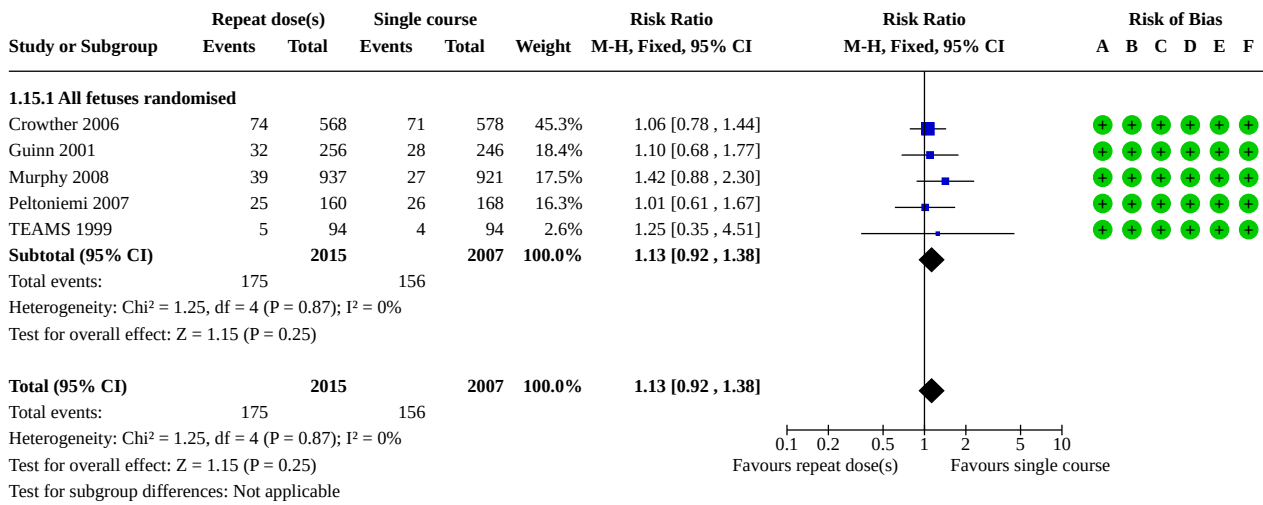 Repeat dose(s) Single course Risk Ratio Risk Ratio Risk of Bias
Study or Subgroup Events Total Events Total Weight M-H, Fixed, 95% CI M-H, Fixed, 95% CI A B C D E F
1.15.1 All fetuses randomised
Crowther 2006 74 568 71 578 45.3% 1.06 [0.78 , 1.44] + + + + + +
Guinn 2001 32 256 28 246 18.4% 1.10 [0.68 , 1.77] + + + + + +
Murphy 2008 39 937 27 921 17.5% 1.42 [0.88 , 2.30] + + + + + +
Peltoniemi 2007 25 160 26 168 16.3% 1.01 [0.61 , 1.67] + + + + + +
TEAMS 1999 5 94 4 94 2.6% 1.25 [0.35 , 4.51] + + + + + +
Subtotal (95% CI) 2015 2007 100.0% 1.13 [0.92 , 1.38]
Total events: 175 156
Heterogeneity: Chi² = 1.25, df = 4 (P = 0.87); I² = 0%
Test for overall effect: Z = 1.15 (P = 0.25)
Total (95% CI) 2015 2007 100.0% 1.13 [0.92 , 1.38]
Total events: 175 156
Heterogeneity: Chi² = 1.25, df = 4 (P = 0.87); I² = 0%
0.1 0.2 0.5 1 2 5 10
Test for overall effect: Z = 1.15 (P = 0.25) Favours repeat dose(s) Favours single course
Test for subgroup differences: Not applicable